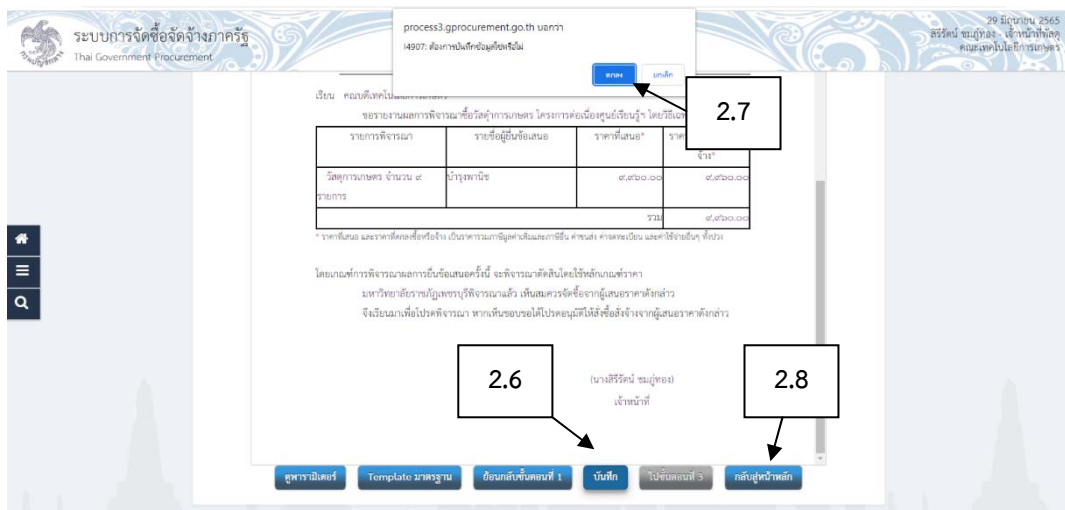 ระบบการจัดซื้อจัดจ้างภาครัฐ
Thai Government Procurement
process3.gprocurement.go.th บอกว่า
I4907: ต้องการบันทึกข้อมูลใช่หรือไม่
ตกลง ยกเลิก
29 มิถุนายน 2565
สิริรัตน์ ชมภู่ทอง - เจ้าหน้าที่พัสดุ
คณะเทคโนโลยีการเกษตร
2.7
เรียน คณบดีเทคโนโลยีการเกษตร
ขอรายงานผลการพิจารณาซื้อวัสดุการเกษตร โครงการต่อเนื่องศูนย์เรียนรู้ฯ
รายการพิจารณา รายชื่อผู้ยื่นข้อเสนอ ราคาที่เสนอ*
จ้าง*
วัสดุการเกษตร จำนวน ๙ บำรุงพานิช ๙,๙๖๐.๐๐ ๙,๙๖๐.๐๐
รายการ
รวม ๙,๙๖๐.๐๐
* ราคาที่เสนอ และราคาที่ตกลงซื้อหรือจ้าง เป็นราคารวมภาษีมูลค่าเพิ่มและภาษีอื่น ค่าขนส่ง ค่าจดทะเบียน และค่าใช้จ่ายอื่นๆ ทั้งปวง
โดยเกณฑ์การพิจารณาผลการยื่นข้อเสนอครั้งนี้ จะพิจารณาตัดสินโดยใช้หลักเกณฑ์ราคา
มหาวิทยาลัยราชภัฏเพชรบุรีพิจารณาแล้ว เห็นสมควรจัดซื้อจากผู้เสนอราคาดังกล่าว
จึงเรียนมาเพื่อโปรดพิจารณา หากเห็นชอบขอได้โปรดอนุมัติให้สั่งซื้อสั่งจ้างจากผู้เสนอราคาดังกล่าว
2.6
2.8
(นางสิรีรัตน์ ชมภู่ทอง)
เจ้าหน้าที่
ดูพารามิเตอร์ Template มาตรฐาน ย้อนกลับขั้นตอนที่ 1 บันทึก ไปขั้นตอนที่ 3 กลับสู่หน้าหลัก